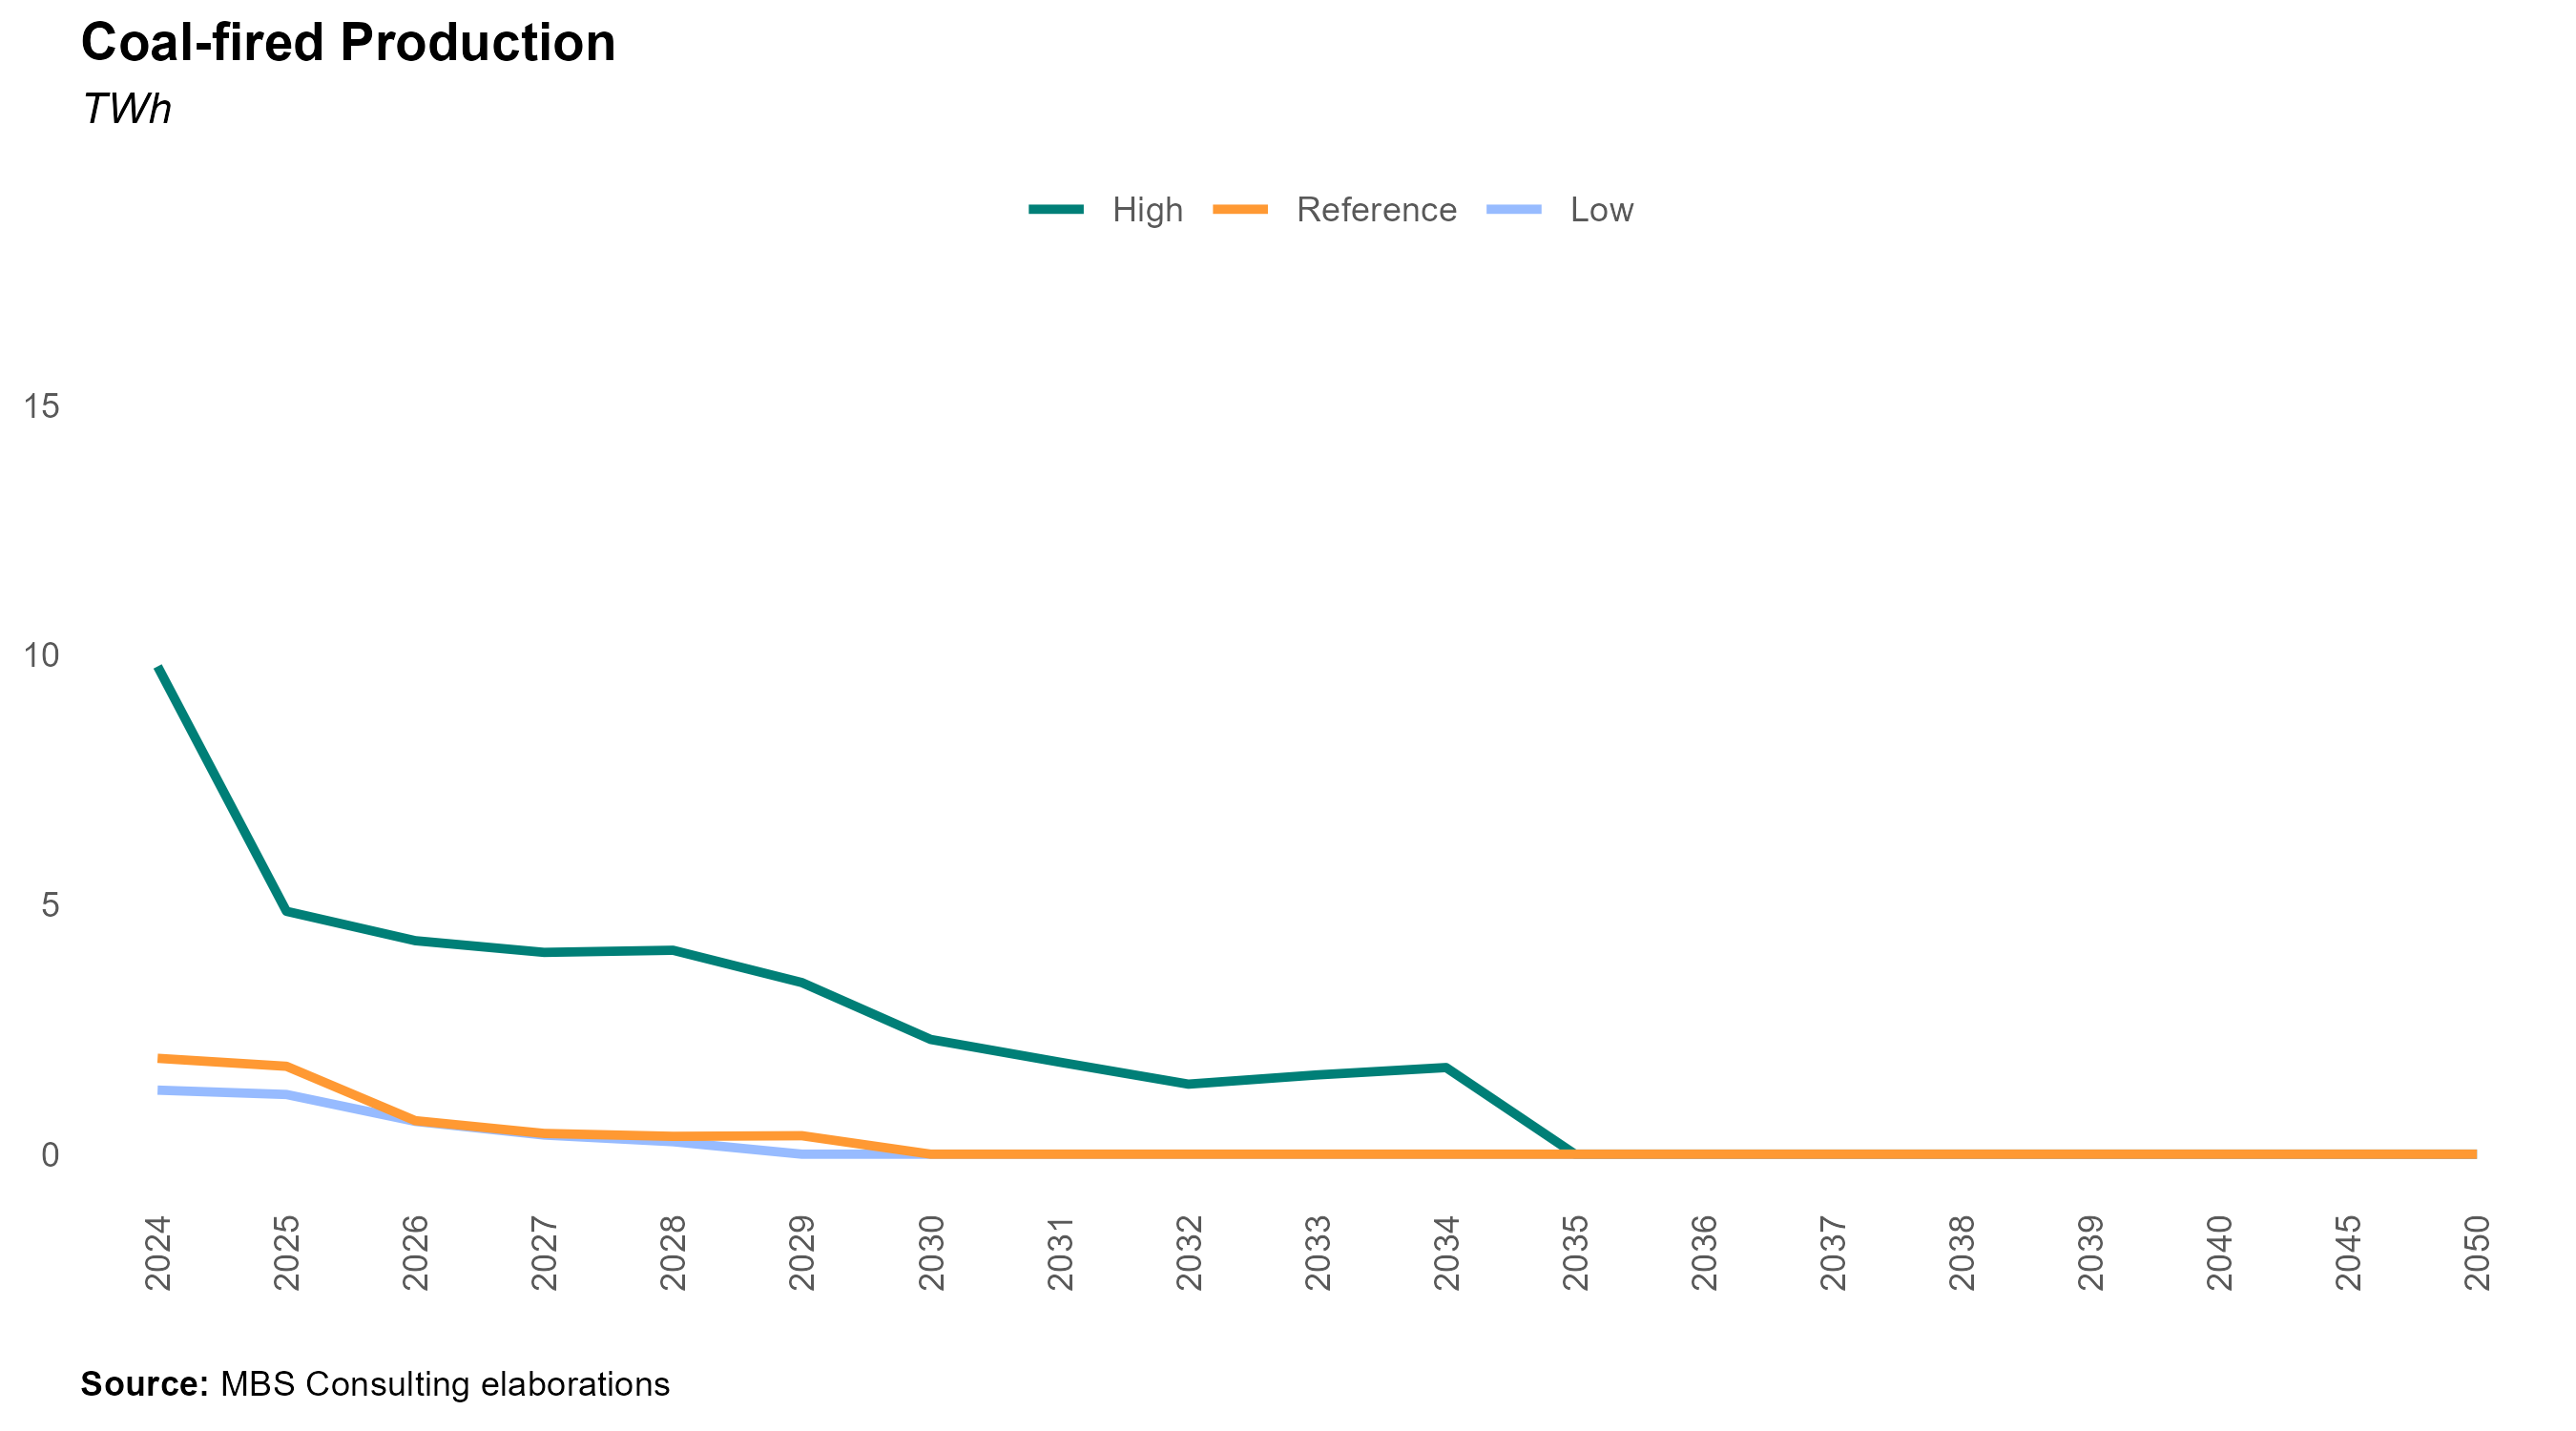 Coal-fired Production
TWh
High Reference Low
15
10
5
0
2024 2025 2026 2027 2028 2029 2030 2031 2032 2033 2034 2035 2036 2037 2038 2039 2040 2045 2050
Source: MBS Consulting elaborations